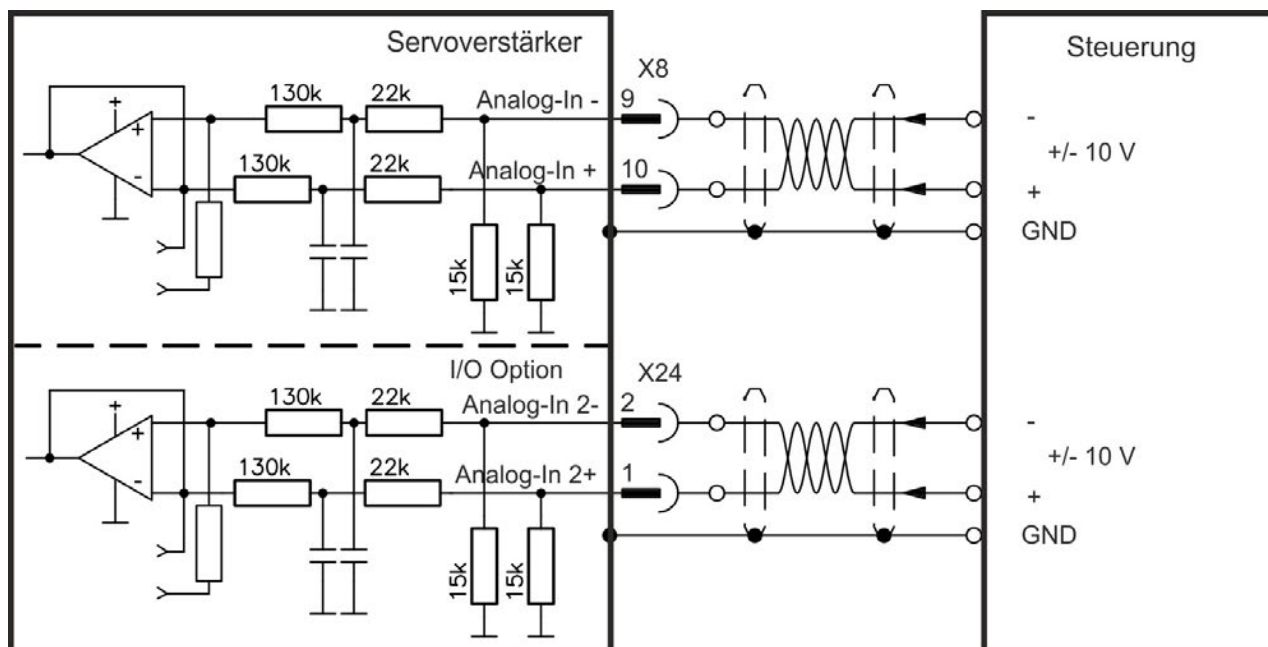 Servoverstärker
Steuerung
X8
130k
22k
Analog-In -
9
-
+
+
+/- 10 V
130k
22k
Analog-In +
10
-
+
GND
15k
15k
I/O Option
X24
130k
22k
Analog-In 2-
2
-
+
+
+/- 10 V
130k
22k
Analog-In 2+
1
-
+
GND
15k
15k